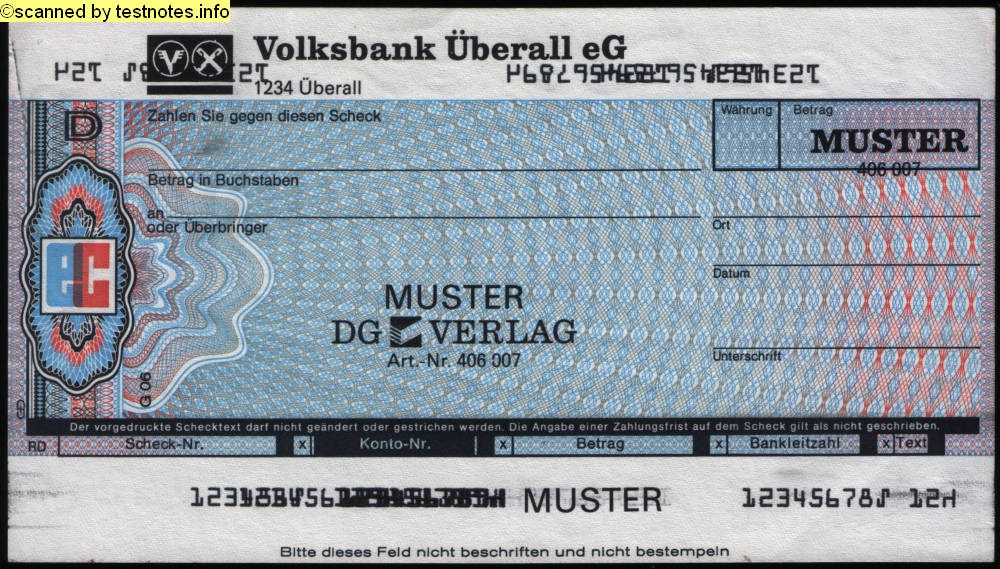 ©scanned by testnotes.info
Volksbank Überall eG
1234 Überall
D
Zahlen Sie gegen diesen Scheck
Währung
Betrag
MUSTER
406 007
Betrag in Buchstaben
an
oder Überbringer
Ort
Datum
ec
MUSTER
DG VERLAG
Art.-Nr. 406 007
Unterschrift
G 06
Der vorgedruckte Schecktext darf nicht geändert oder gestrichen werden. Die Angabe einer Zahlungsfrist auf dem Scheck gilt als nicht geschrieben.
RD Scheck-Nr. x Konto-Nr. x Betrag x Bankleitzahl x Text
MUSTER 12345678
Bitte dieses Feld nicht beschriften und nicht bestempeln